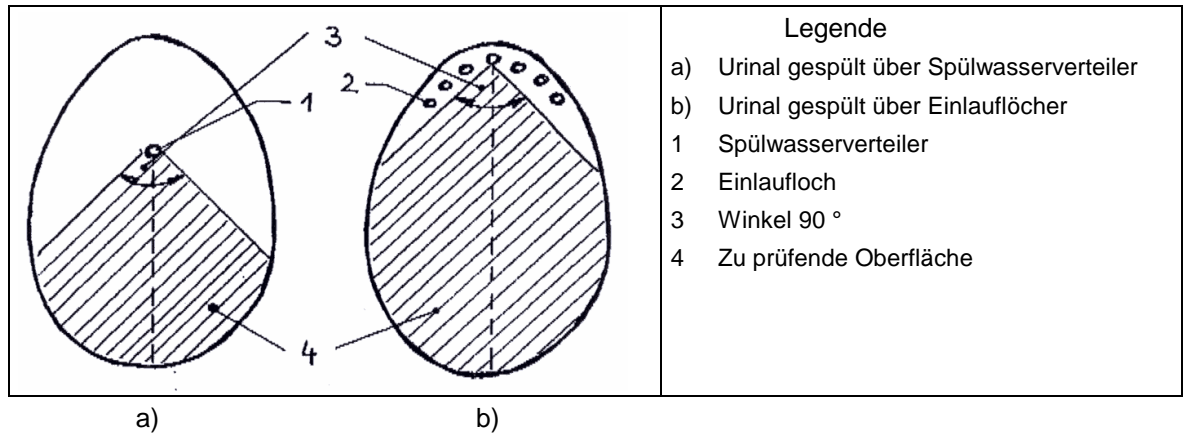 3
2
1
4
Legende
a) Urinal gespült über Spülwasserverteiler
b) Urinal gespült über Einlauflöcher
1 Spülwasserverteiler
2 Einlaufloch
3 Winkel 90 °
4 Zu prüfende Oberfläche
a) b)